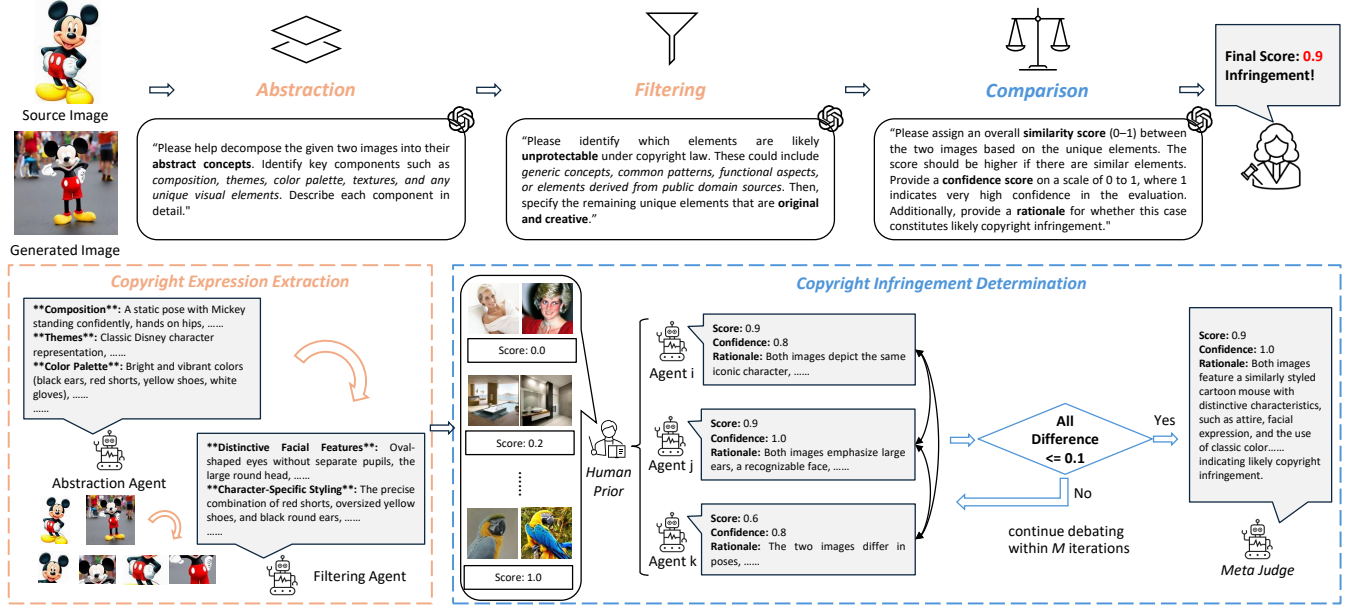 Source Image
Generated Image
Abstraction
"Please help decompose the given two images into their
abstract concepts. Identify key components such as
composition, themes, color palette, textures, and any
unique visual elements. Describe each component in
detail."
Filtering
“Please identify which elements are likely
unprotectable under copyright law. These could include
generic concepts, common patterns, functional aspects,
or elements derived from public domain sources. Then,
specify the remaining unique elements that are original
and creative.”
Comparison
“Please assign an overall similarity score (0–1) between
the two images based on the unique elements. The
score should be higher if there are similar elements.
Provide a confidence score on a scale of 0 to 1, where 1
indicates very high confidence in the evaluation.
Additionally, provide a rationale for whether this case
constitutes likely copyright infringement."
Final Score: 0.9
Infringement!
Copyright Expression Extraction
**Composition**: A static pose with Mickey
standing confidently, hands on hips, ……
**Themes**: Classic Disney character
representation, ……
**Color Palette**: Bright and vibrant colors
(black ears, red shorts, yellow shoes, white
gloves), ……
……
Abstraction Agent
**Distinctive Facial Features**: Oval-
shaped eyes without separate pupils, the
large round head, ……
**Character-Specific Styling**: The precise
combination of red shorts, oversized yellow
shoes, and black round ears, ……
……
Filtering Agent
Copyright Infringement Determination
Score: 0.0
Score: 0.2
……
Score: 1.0
Human
Prior
Agent i
Score: 0.9
Confidence: 0.8
Rationale: Both images depict the same
iconic character, ……
Agent j
Score: 0.9
Confidence: 1.0
Rationale: Both images emphasize large
ears, a recognizable face, ……
Agent k
Score: 0.6
Confidence: 0.8
Rationale: The two images differ in
poses, ……
All
Difference
<= 0.1
Yes
No
continue debating
within M iterations
Score: 0.9
Confidence: 1.0
Rationale: Both images
feature a similarly styled
cartoon mouse with
distinctive characteristics,
such as attire, facial
expression, and the use
of classic color……
indicating likely copyright
infringement.
Meta Judge